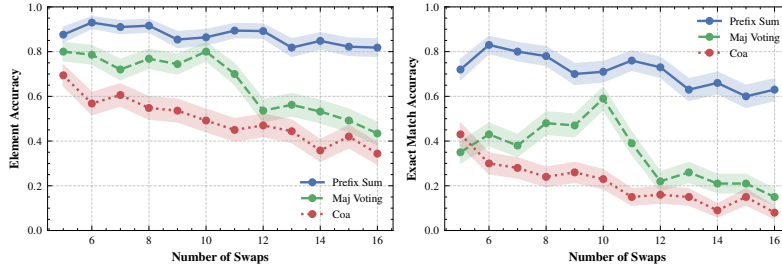 1.0
0.8
0.6
0.4
0.2
0.0
Element Accuracy
6 8 10 12 14 16
Number of Swaps
Prefix Sum
Maj Voting
Coa
1.0
0.8
0.6
0.4
0.2
0.0
Exact Match Accuracy
6 8 10 12 14 16
Number of Swaps
Prefix Sum
Maj Voting
Coa